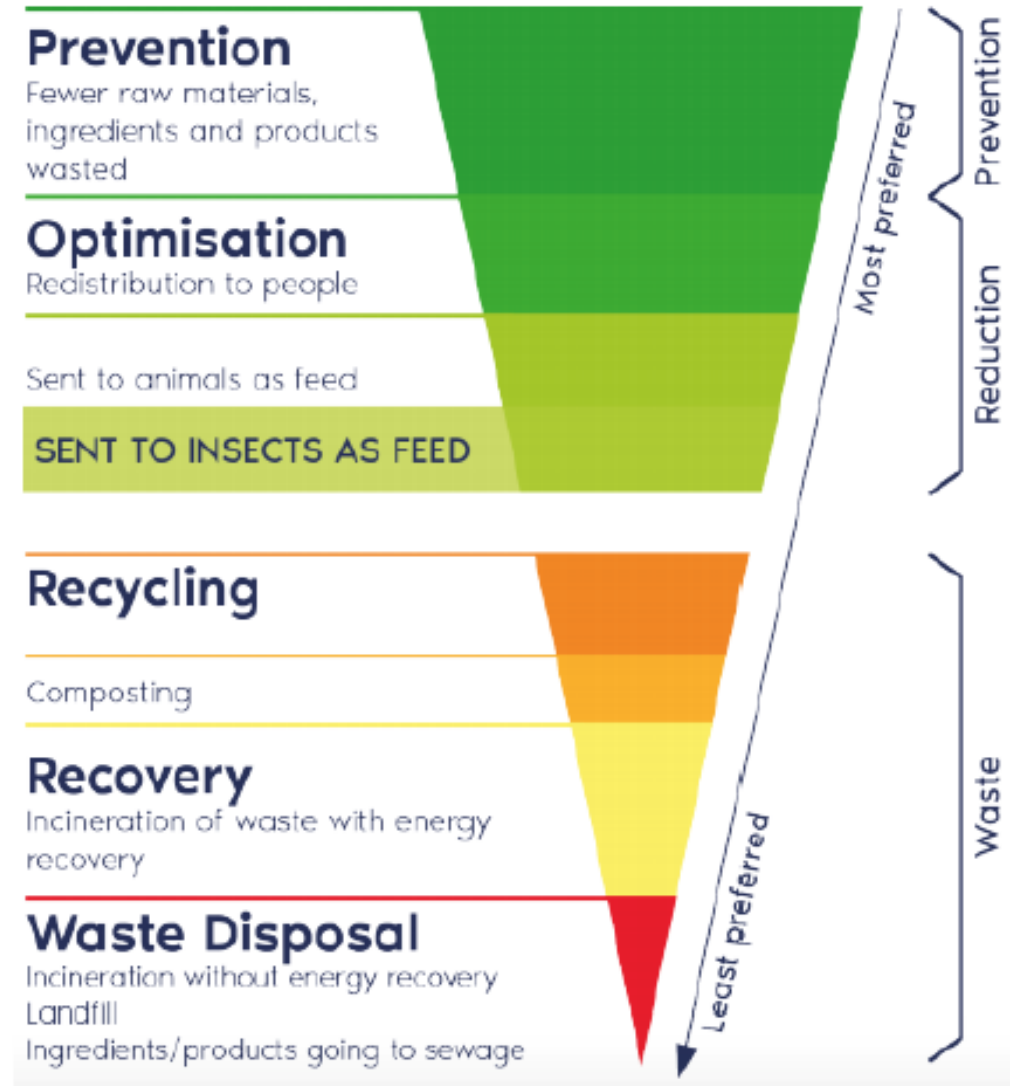 Prevention
Fewer raw materials,
ingredients and products
wasted
Optimisation
Redistribution to people
Sent to animals as feed
SENT TO INSECTS AS FEED
Recycling
Composting
Recovery
Incineration of waste with energy
recovery
Waste Disposal
Incineration without energy recovery
Landfill
Ingredients/products going to sewage
Most preferred
Least preferred
Prevention
Reduction
Waste